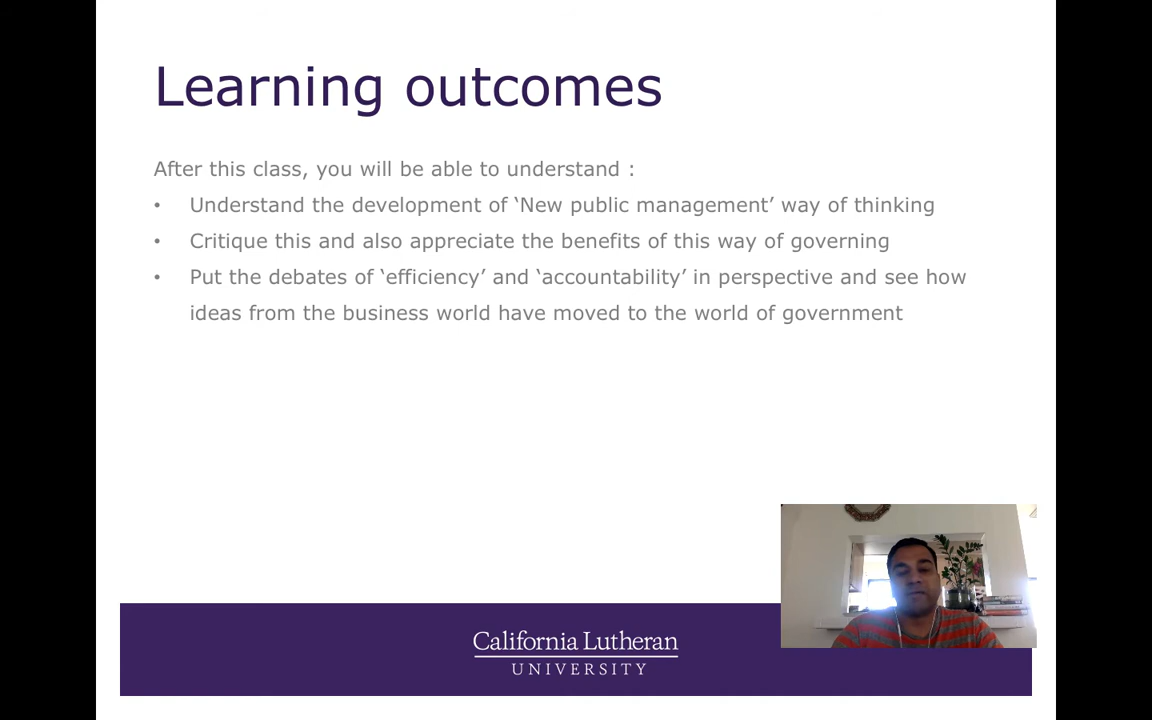 Learning outcomes
After this class, you will be able to understand :
• Understand the development of ‘New public management’ way of thinking
• Critique this and also appreciate the benefits of this way of governing
• Put the debates of ‘efficiency’ and ‘accountability’ in perspective and see how
ideas from the business world have moved to the world of government
California Lutheran
UNIVERSITY